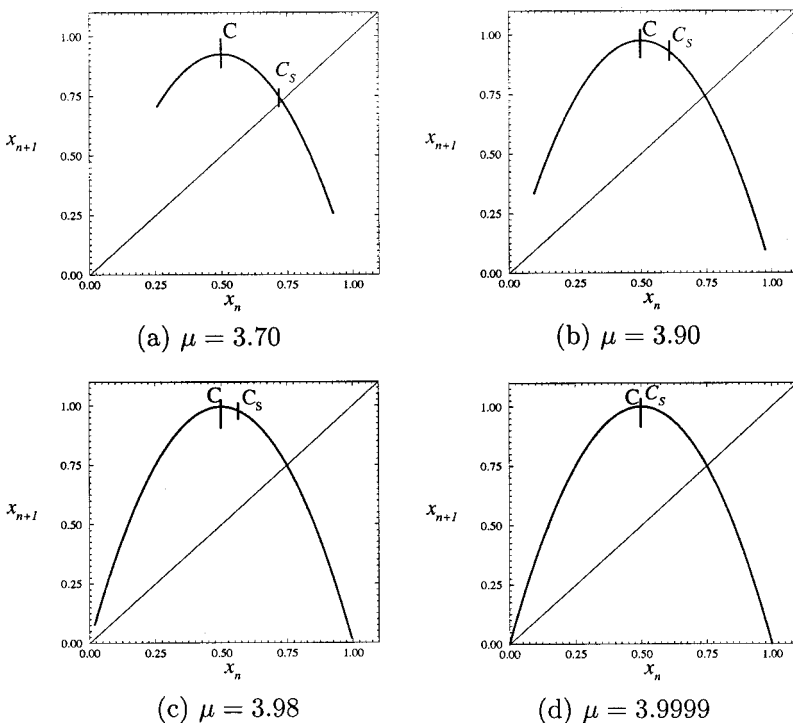 1.00
0.75
0.50
0.25
0.00
x_{n+1}
C
C_s
0.00 0.25 0.50 0.75 1.00
x_n
(a) μ = 3.70
1.00
0.75
0.50
0.25
0.00
x_{n+1}
C
C_s
0.00 0.25 0.50 0.75 1.00
x_n
(b) μ = 3.90
1.00
0.75
0.50
0.25
0.00
x_{n+1}
C
C_s
0.00 0.25 0.50 0.75 1.00
x_n
(c) μ = 3.98
1.00
0.75
0.50
0.25
0.00
x_{n+1}
C
C_s
0.00 0.25 0.50 0.75 1.00
x_n
(d) μ = 3.9999